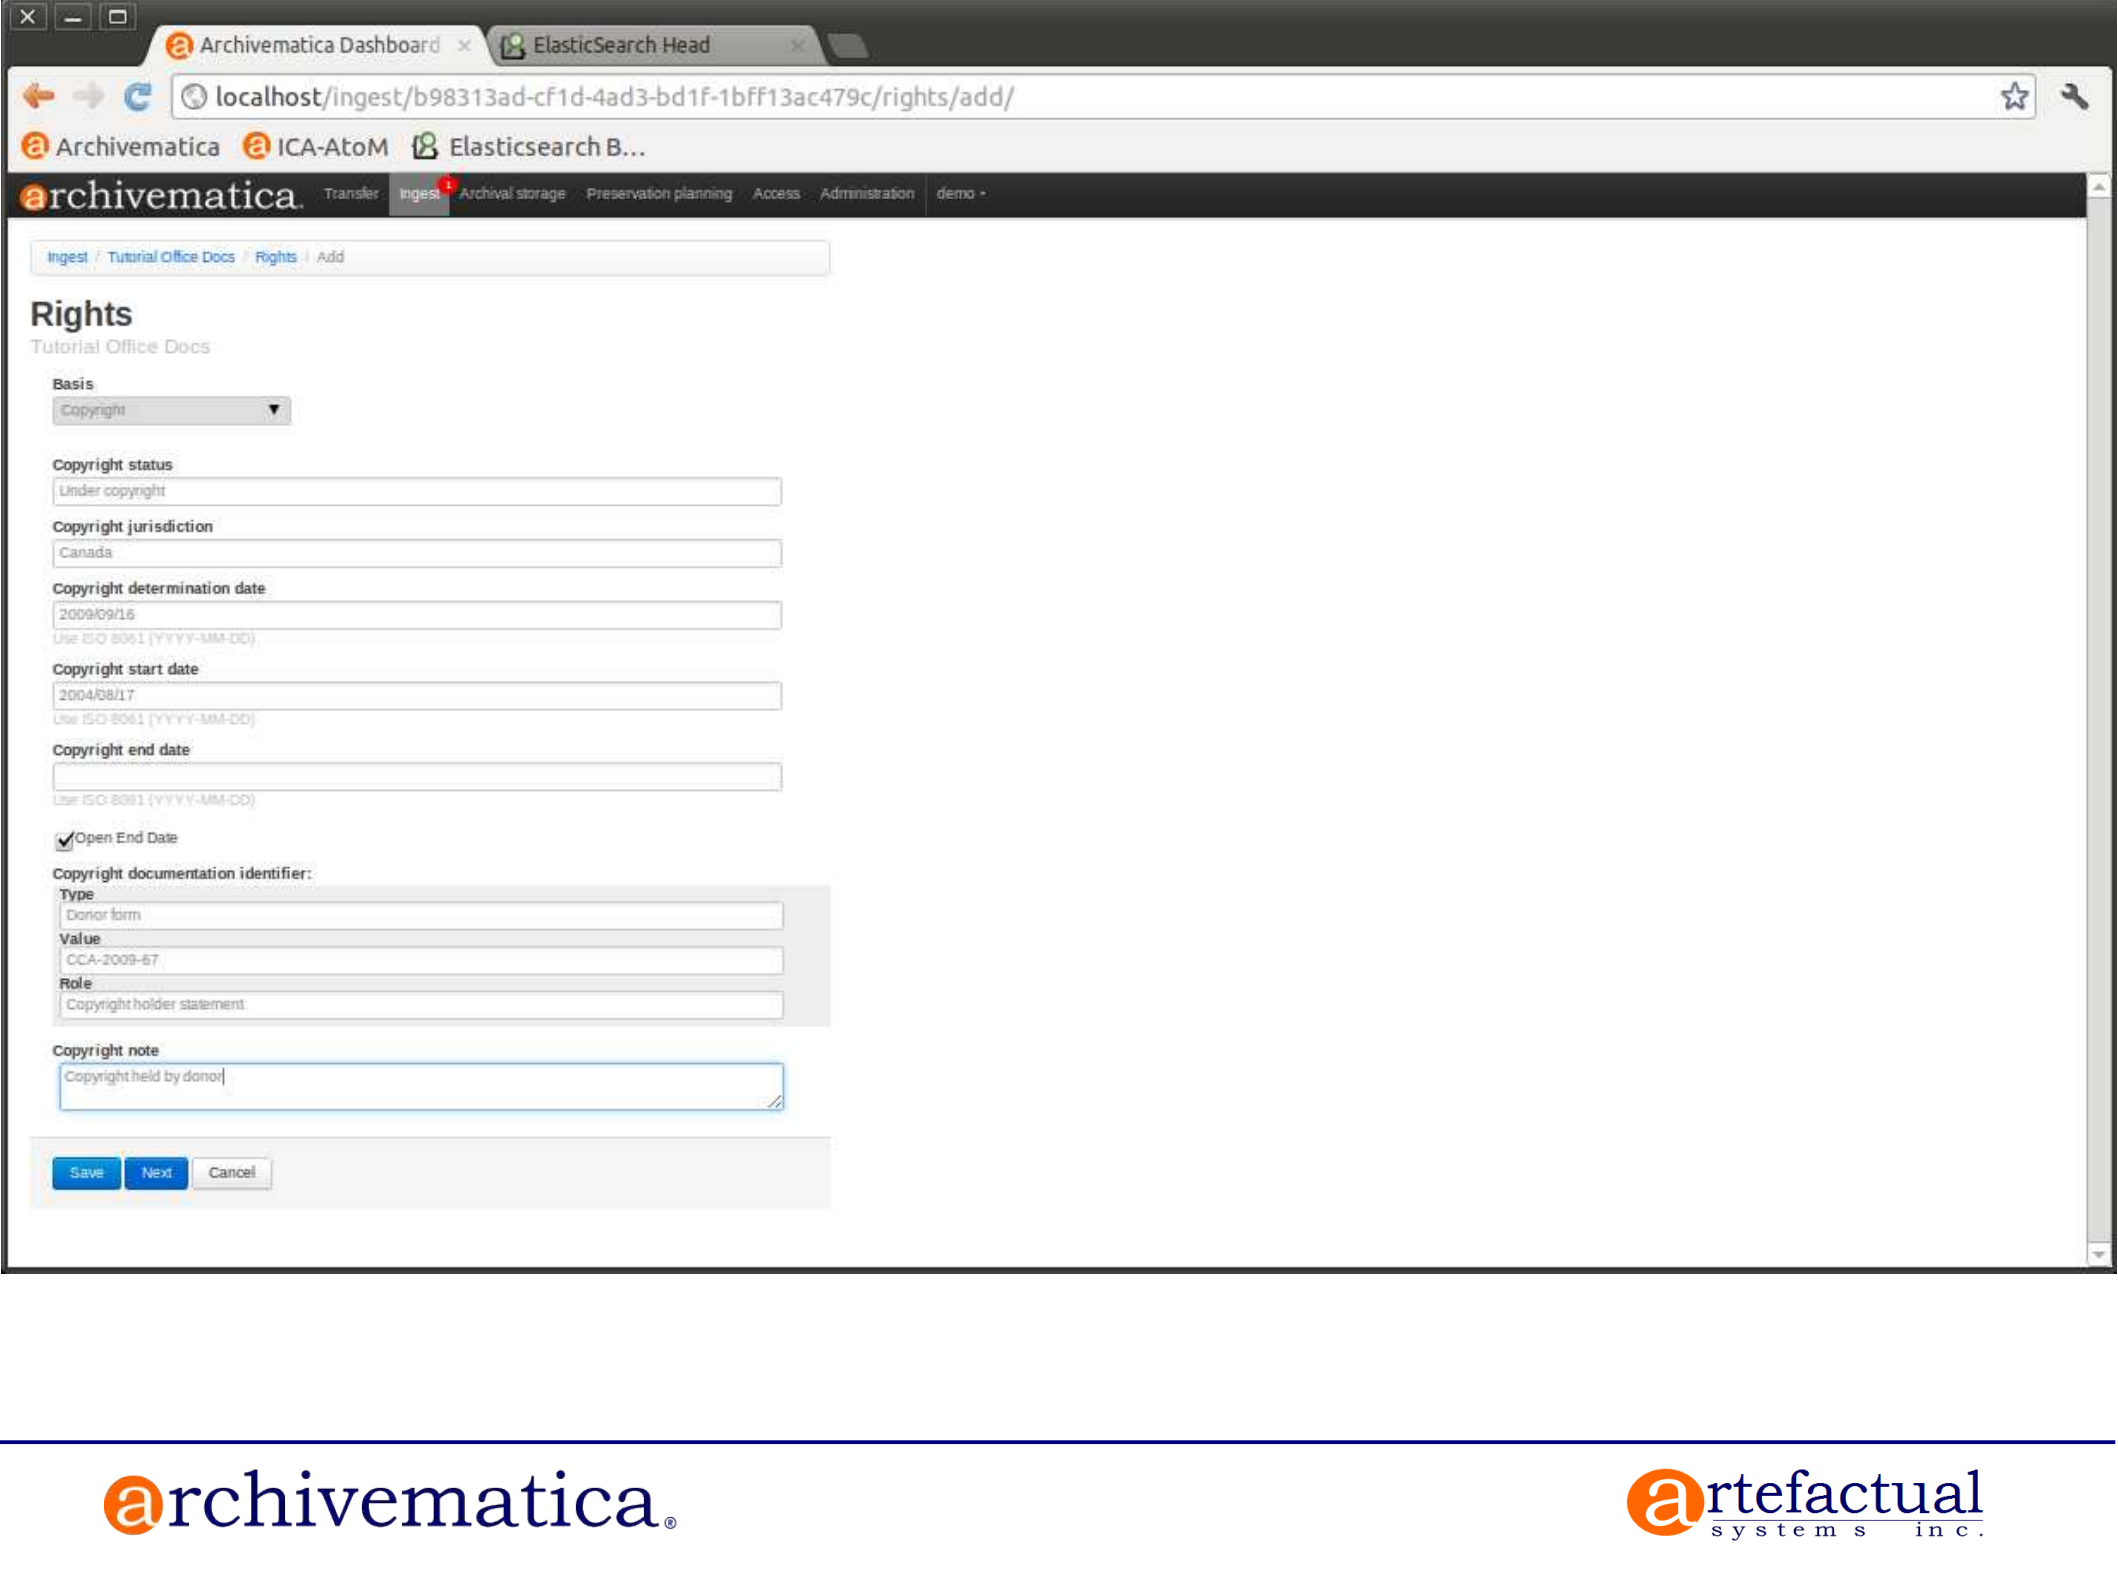 Archivematica Dashboard
ElasticSearch Head
localhost/ingest/b98313ad-cf1d-4ad3-bd1f-1bff13ac479c/rights/add/
Archivematica ICA-AtoM Elasticsearch B...
archivematica. Transfer Ingest 1 Archival storage Preservation planning Access Administration demo
Ingest / Tutorial Office Docs / Rights / Add
Rights
Tutorial Office Docs
Basis
Copyright
Copyright status
Under copyright
Copyright jurisdiction
Canada
Copyright determination date
2009/09/16
Use ISO 8061 (YYYY-MM-DD)
Copyright start date
2004/08/17
Use ISO 8061 (YYYY-MM-DD)
Copyright end date
Use ISO 8061 (YYYY-MM-DD)
Open End Date
Copyright documentation identifier:
Type
Donor form
Value
CCA-2009-67
Role
Copyright holder statement
Copyright note
Copyright held by donor
Save Next Cancel
archivematica®
artefactual
systems inc.